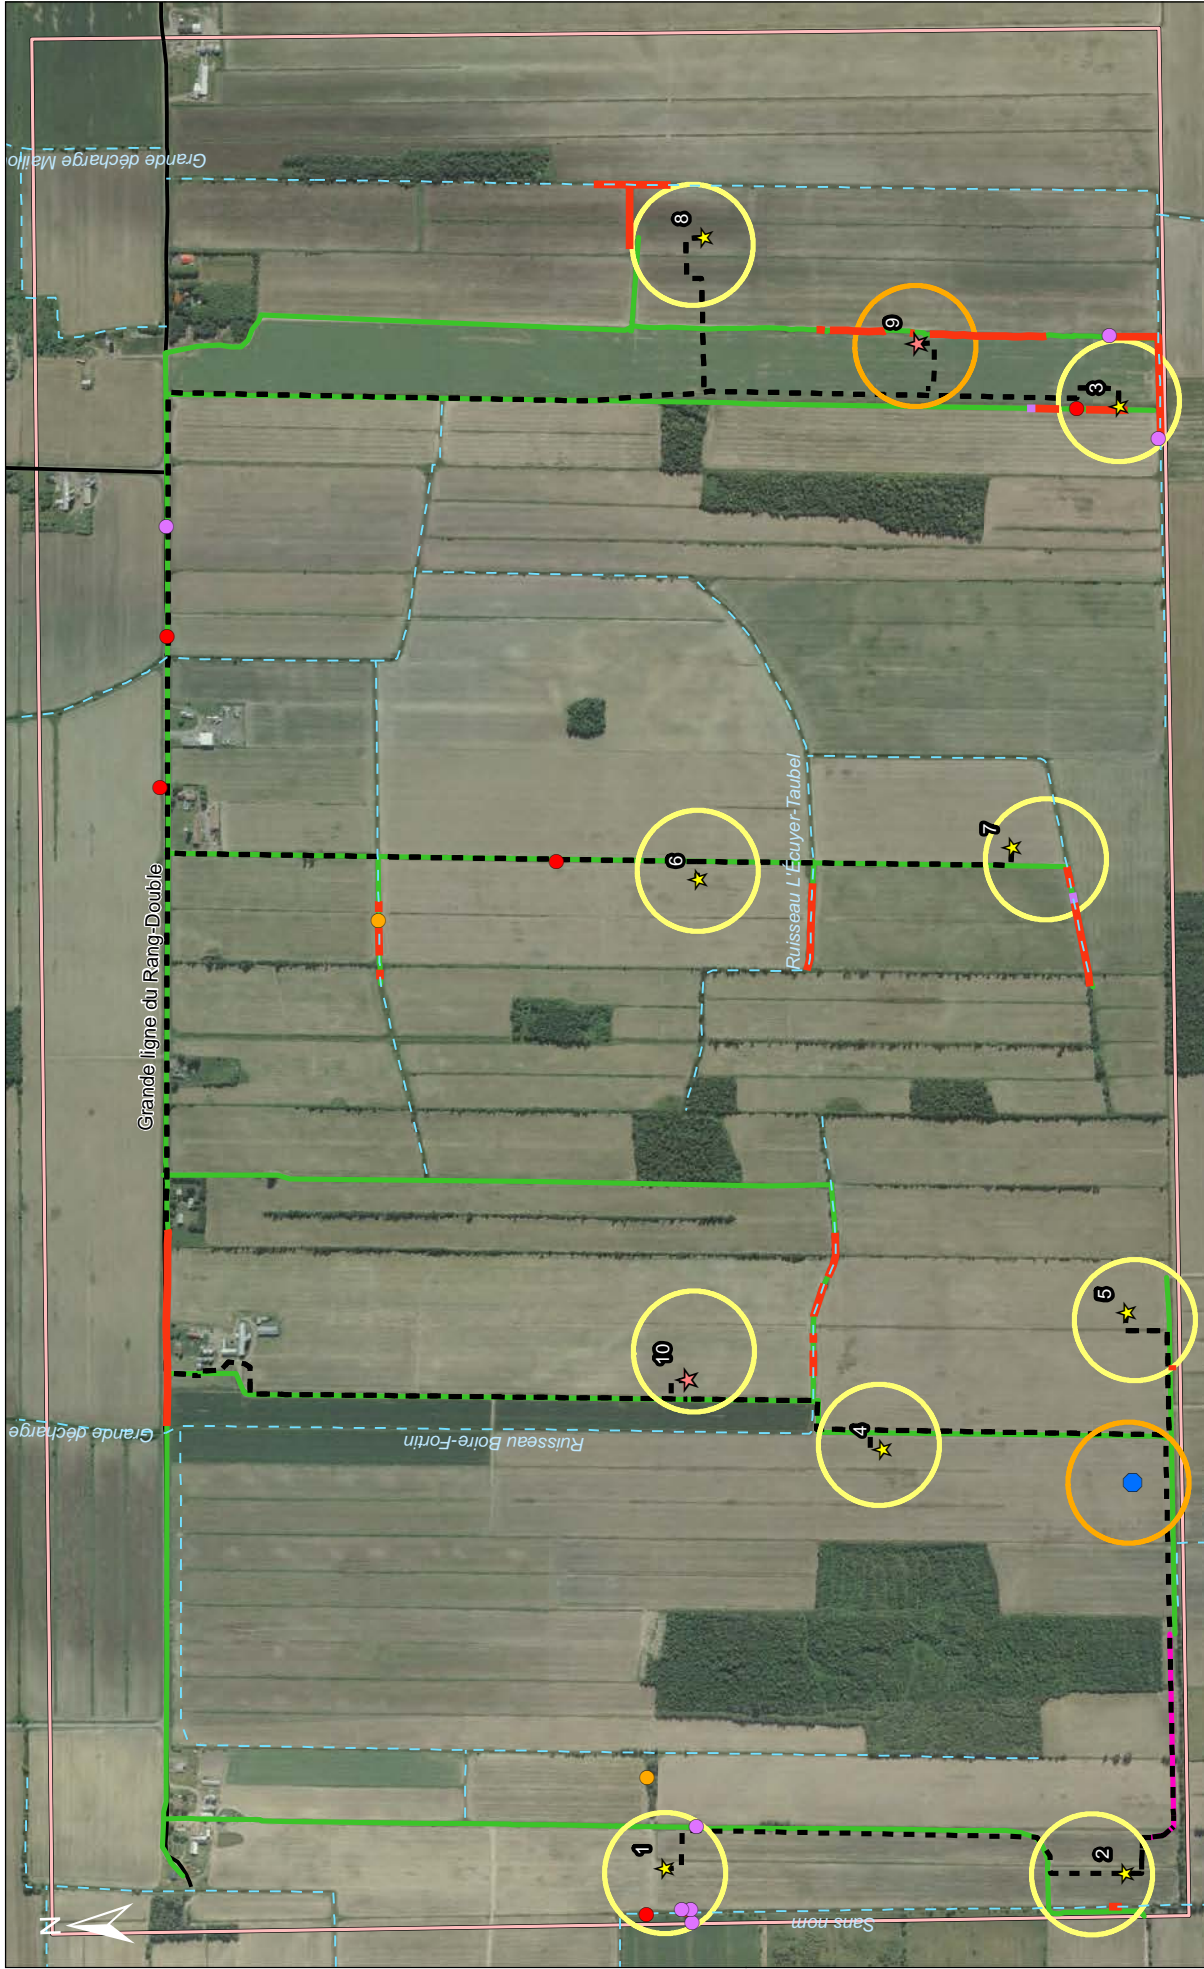 Grande décharge Maillo
8
9
3
Grande ligne du Rang-Double
6
Ruisseau L'Écuyer-Taubel
7
10
5
Grande décharge
Ruisseau Boire-Fortin
4
1
2
Sans nom
N